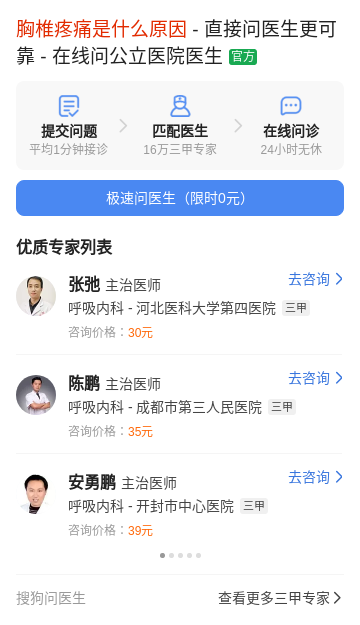 胸椎疼痛是什么原因 - 直接问医生更可
靠 - 在线问公立医院医生 官方
提交问题 匹配医生 在线问诊
平均1分钟接诊 16万三甲专家 24小时无休
极速问医生（限时0元）
优质专家列表
张弛 主治医师 去咨询
呼吸内科 - 河北医科大学第四医院 三甲
咨询价格：30元
陈鹏 主治医师 去咨询
呼吸内科 - 成都市第三人民医院 三甲
咨询价格：35元
安勇鹏 主治医师 去咨询
呼吸内科 - 开封市中心医院 三甲
咨询价格：39元
搜狗问医生 查看更多三甲专家